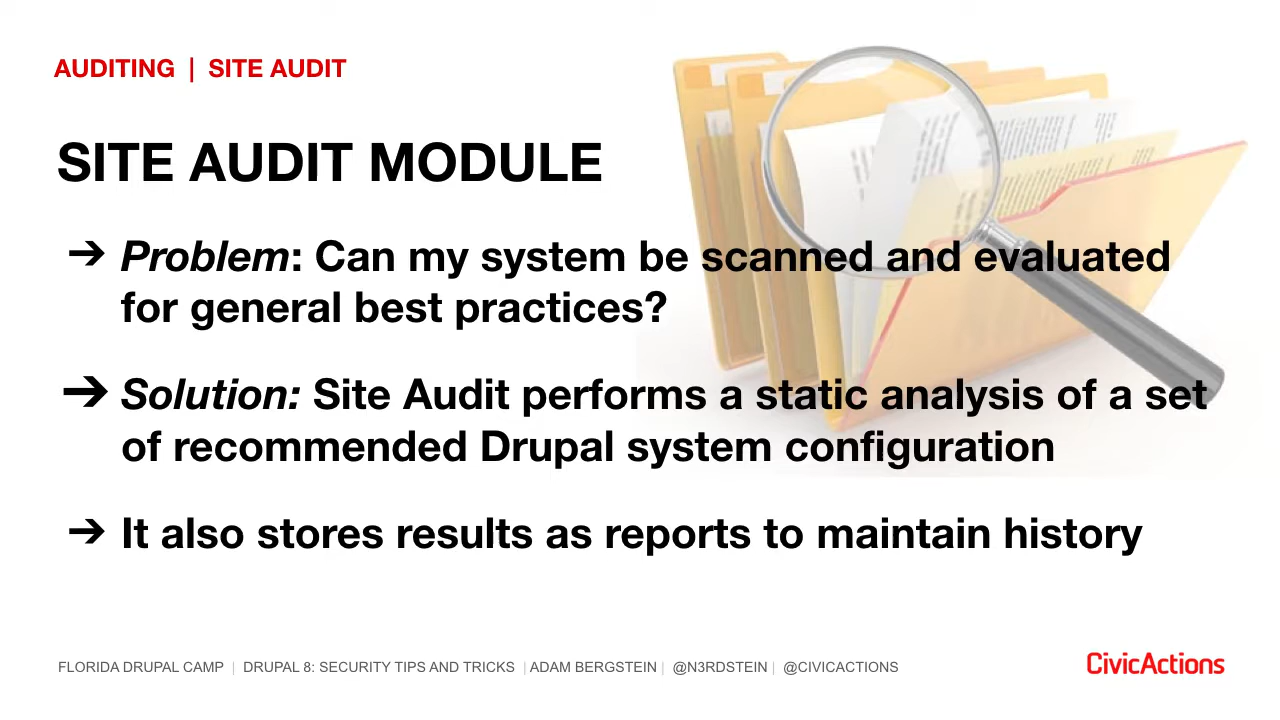 AUDITING | SITE AUDIT
SITE AUDIT MODULE
➔ Problem: Can my system be scanned and evaluated
for general best practices?
➔ Solution: Site Audit performs a static analysis of a set
of recommended Drupal system configuration
➔ It also stores results as reports to maintain history
FLORIDA DRUPAL CAMP | DRUPAL 8: SECURITY TIPS AND TRICKS | ADAM BERGSTEIN | @N3RDSTEIN | @CIVICACTIONS
CivicActions